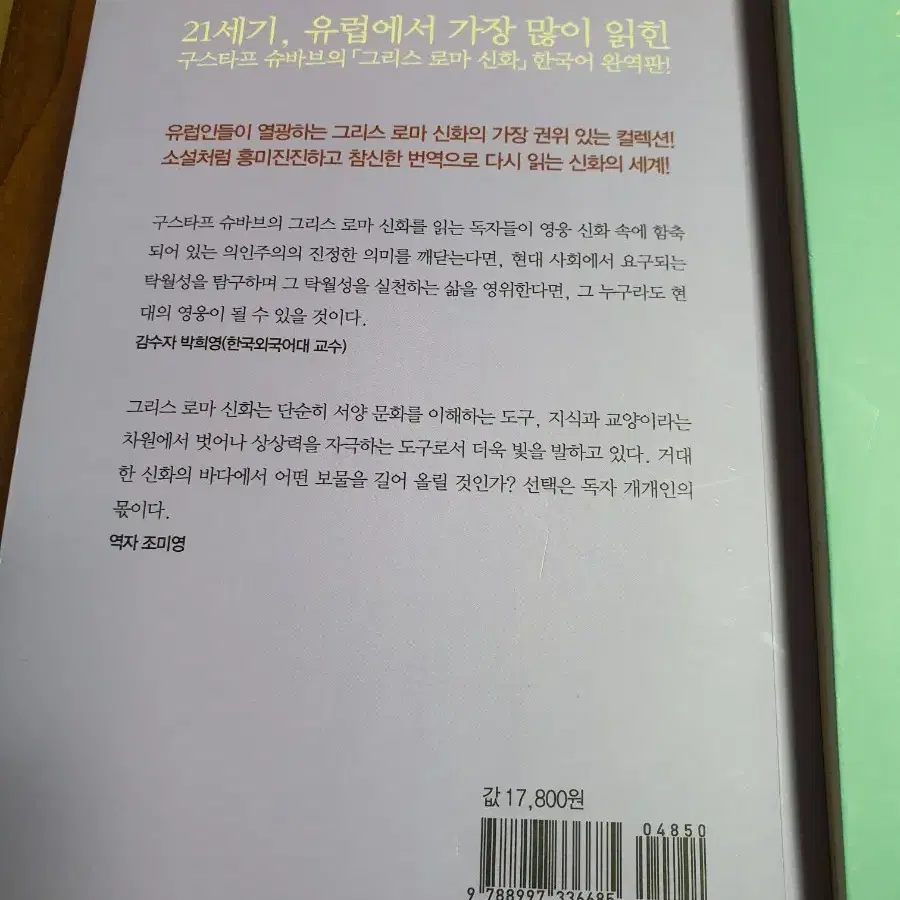 21세기, 유럽에서 가장 많이 읽힌
구스타프 슈바브의 「그리스 로마 신화」 한국어 완역판!
유럽인들이 열광하는 그리스 로마 신화의 가장 권위 있는 컬렉션!
소설처럼 흥미진진하고 참신한 번역으로 다시 읽는 신화의 세계!
구스타프 슈바브의 그리스 로마 신화를 읽는 독자들이 영웅 신화 속에 함축
되어 있는 의인주의의 진정한 의미를 깨닫는다면, 현대 사회에서 요구되는
탁월성을 탐구하며 그 탁월성을 실천하는 삶을 영위한다면, 그 누구라도 현
대의 영웅이 될 수 있을 것이다.
감수자 박희영(한국외국어대 교수)
그리스 로마 신화는 단순히 서양 문화를 이해하는 도구, 지식과 교양이라는
차원에서 벗어나 상상력을 자극하는 도구로서 더욱 빛을 발하고 있다. 거대
한 신화의 바다에서 어떤 보물을 길어 올릴 것인가? 선택은 독자 개개인의
몫이다.
역자 조미영
값 17,800원
04850
9 788997 336685